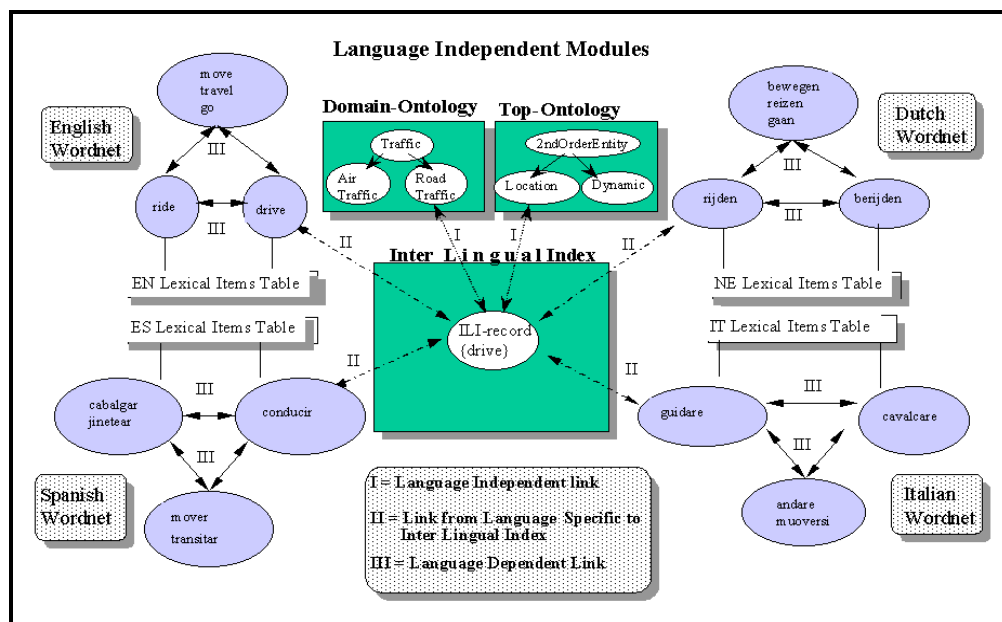 Language Independent Modules
move
travel
go
English
Wordnet
III
ride
drive
III
EN Lexical Items Table
Domain-Ontology
Traffic
Air
Traffic
Road
Traffic
Top-Ontology
2ndOrderEntity
Location
Dynamic
bewegen
reizen
gaan
Dutch
Wordnet
III
rijden
berijden
III
NE Lexical Items Table
II
I
I
II
Inter Lingual Index
ILI-record
{drive}
ES Lexical Items Table
II
cabalgar
jinetear
III
conducir
III
Spanish
Wordnet
mover
transitar
IT Lexical Items Table
II
guidare
III
cavalcare
III
andare
muoversi
Italian
Wordnet
I = Language Independent link
II = Link from Language Specific to
Inter Lingual Index
III = Language Dependent Link